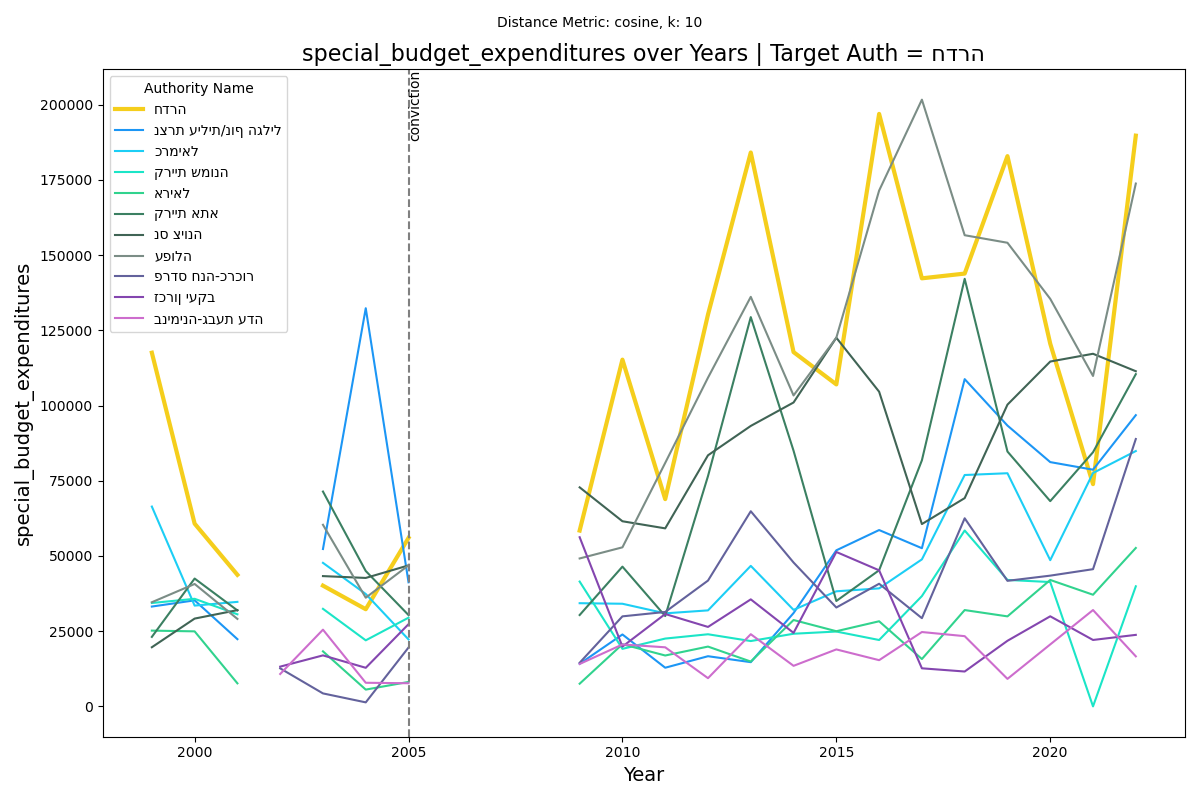 Distance Metric: cosine, k: 10
special_budget_expenditures over Years | Target Auth = חדרה
conviction
Authority Name
חדרה
נצרת עילית/נוף הגליל
כרמיאל
קריית שמונה
אריאל
קריית אתא
נס ציונה
עפולה
פרדס חנה-כרכור
זכרון יעקב
בנימינה-גבעת עדה
special_budget_expenditures
200000
175000
150000
125000
100000
75000
50000
25000
0
2000 2005 2010 2015 2020
Year